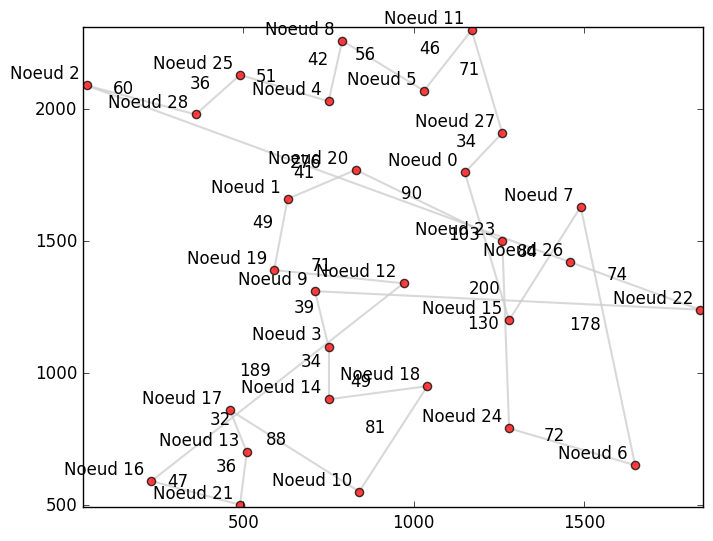 Noeud 11
Noeud 8
46
56
42
Noeud 25
Noeud 2
71
51
Noeud 5
36
60
Noeud 4
Noeud 28
2000
Noeud 27
34
Noeud 20
276
Noeud 0
41
Noeud 1
90
Noeud 7
49
Noeud 23
103
1500
84
Noeud 26
Noeud 19
71
Noeud 12
Noeud 9
74
200
Noeud 22
39
Noeud 15
130
178
Noeud 3
34
189
1000
49
Noeud 18
Noeud 14
Noeud 17
32
81
Noeud 24
88
Noeud 13
72
36
Noeud 16
47
Noeud 10
Noeud 6
Noeud 21
500
500
1000
1500